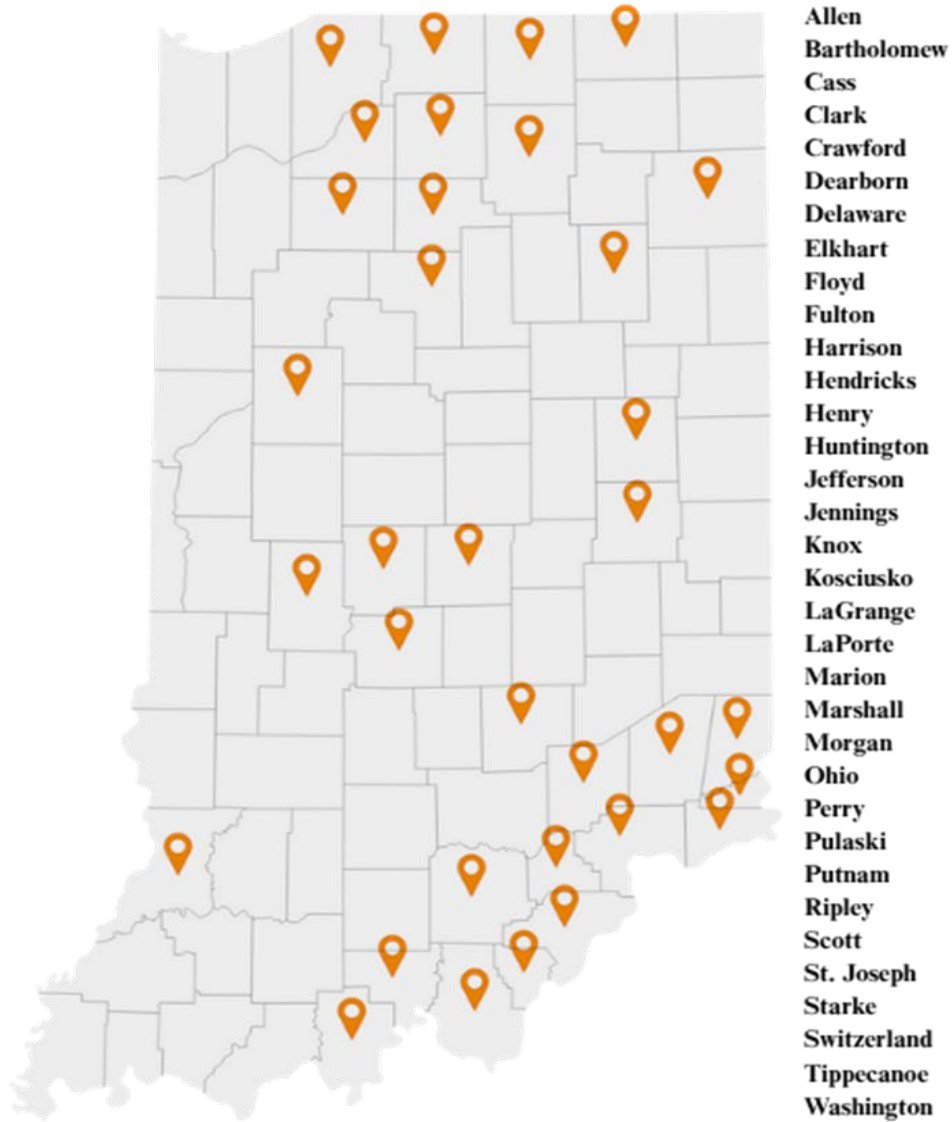 Allen
Bartholomew
Cass
Clark
Crawford
Dearborn
Delaware
Elkhart
Floyd
Fulton
Harrison
Hendricks
Henry
Huntington
Jefferson
Jennings
Knox
Kosciusko
LaGrange
LaPorte
Marion
Marshall
Morgan
Ohio
Perry
Pulaski
Putnam
Ripley
Scott
St. Joseph
Starke
Switzerland
Tippecanoe
Washington